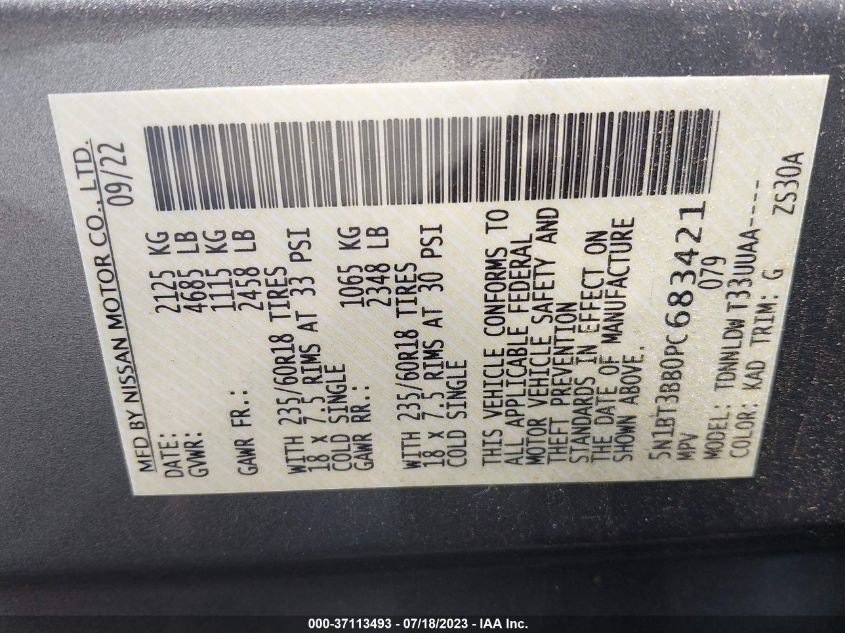 MFD BY NISSAN MOTOR CO., LTD.
DATE: 09/22
GVWR: 2125 KG
4685 LB
GAWR FR.: 1115 KG
2458 LB
WITH 235/60R18 TIRES
18 x 7.5 RIMS AT 33 PSI
COLD SINGLE
GAWR RR.: 1065 KG
2348 LB
WITH 235/60R18 TIRES
18 x 7.5 RIMS AT 30 PSI
COLD SINGLE
THIS VEHICLE CONFORMS TO
ALL APPLICABLE FEDERAL
MOTOR VEHICLE SAFETY AND
THEFT PREVENTION
STANDARDS IN EFFECT ON
THE DATE OF MANUFACTURE
SHOWN ABOVE.
5N1BT3BB0PC683421
MPV 079
MODEL: TDNNLDW T33UUAA----
COLOR: KAD TRIM: G ZS30A
000-37113493 - 07/18/2023 - IAA Inc.